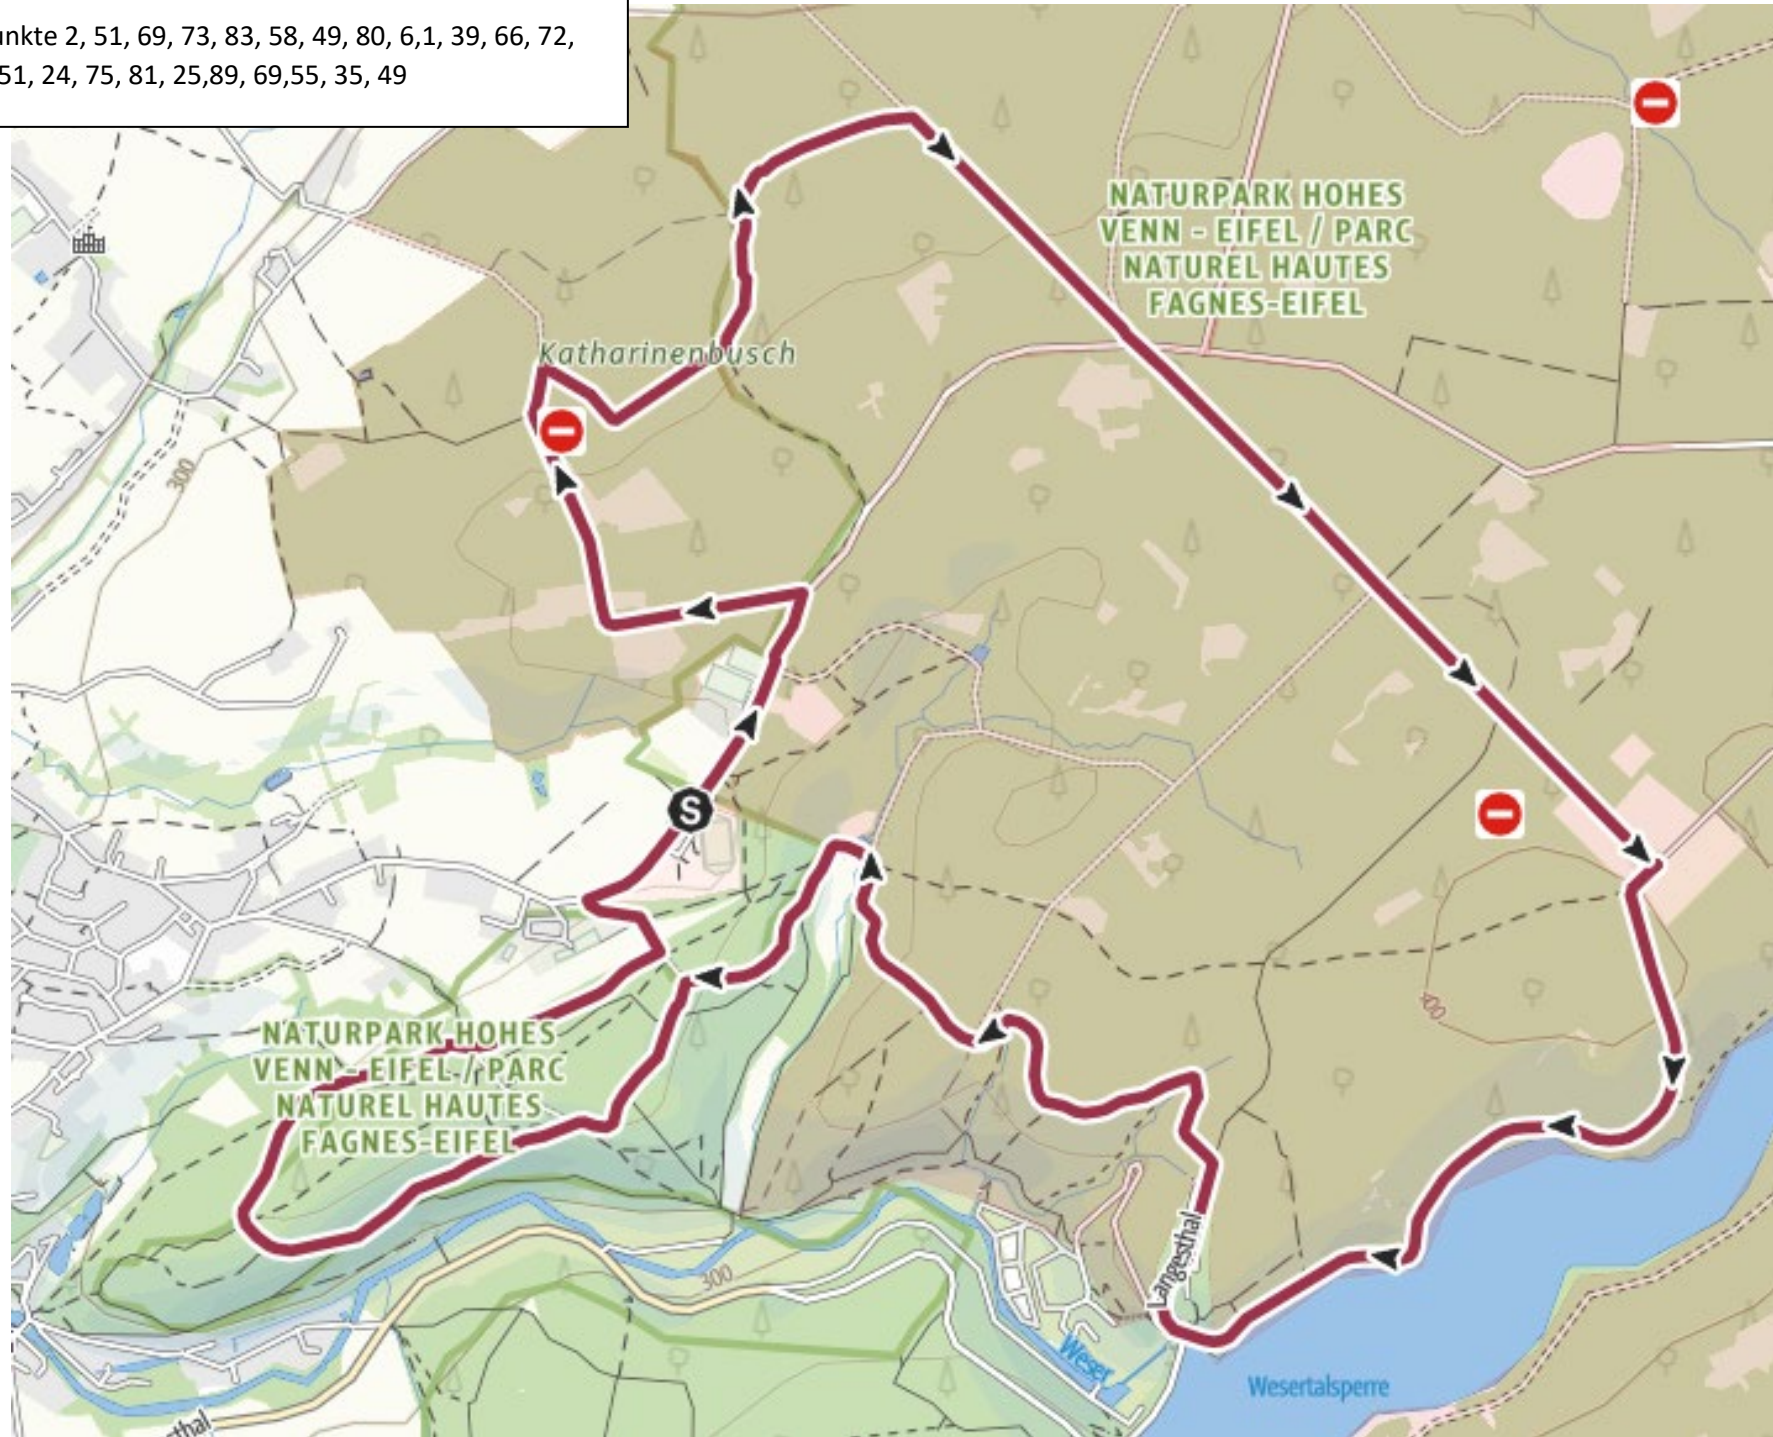 unkte 2, 51, 69, 73, 83, 58, 49, 80, 6,1, 39, 66, 72,
51, 24, 75, 81, 25,89, 69,55, 35, 49
NATURPARK HOHES
VENN - EIFEL / PARC
NATUREL HAUTES
FAGNES-EIFEL
Katharinenbusch
300
S
400
NATURPARK HOHES
VENN - EIFEL / PARC
NATUREL HAUTES
FAGNES-EIFEL
Langesthal
300
Weser
Wesertalsperre
sthal